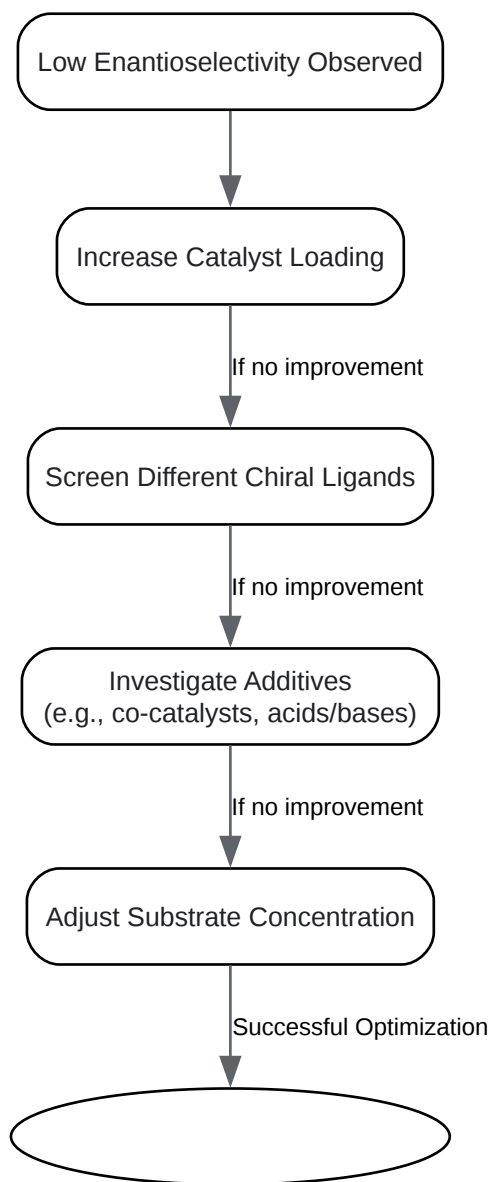 Low Enantioselectivity Observed
Increase Catalyst Loading
If no improvement
Screen Different Chiral Ligands
If no improvement
Investigate Additives
(e.g., co-catalysts, acids/bases)
If no improvement
Adjust Substrate Concentration
Successful Optimization